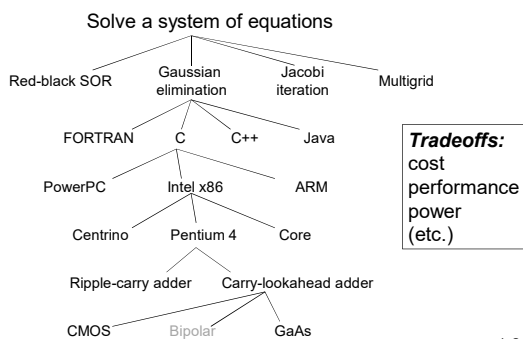 Solve a system of equations
Red-black SOR Gaussian elimination Jacobi iteration Multigrid
FORTRAN C C++ Java
Tradeoffs:
cost
performance
power
(etc.)
PowerPC Intel x86 ARM
Centrino Pentium 4 Core
Ripple-carry adder Carry-lookahead adder
CMOS Bipolar GaAs